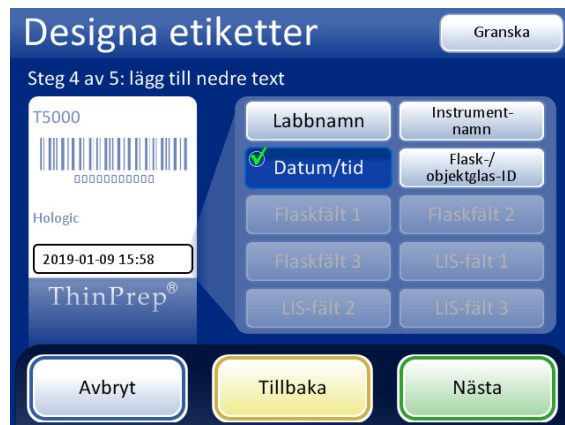 Designa etiketter
Granska
Steg 4 av 5: lägg till nedre text
T5000
Hologic
2019-01-09 15:58
ThinPrep®
Labbnamn
Instrument-
namn
Datum/tid
Flask-/
objektglas-ID
Flaskfält 1
Flaskfält 2
Flaskfält 3
LIS-fält 1
LIS-fält 2
LIS-fält 3
Avbryt
Tillbaka
Nästa